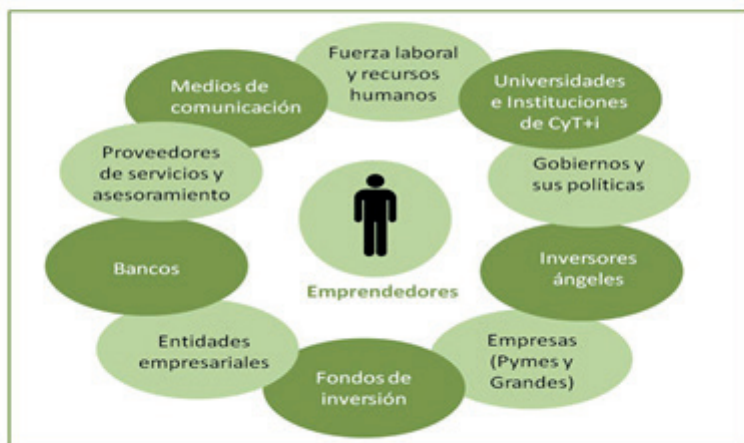 Fuerza laboral
y recursos
humanos
Universidades
e Instituciones
de CyT+i
Gobiernos y
sus políticas
Inversores
ángeles
Empresas
(Pymes y
Grandes)
Fondos de
inversión
Entidades
empresariales
Bancos
Proveedores
de servicios y
asesoramiento
Medios de
comunicación
Emprendedores